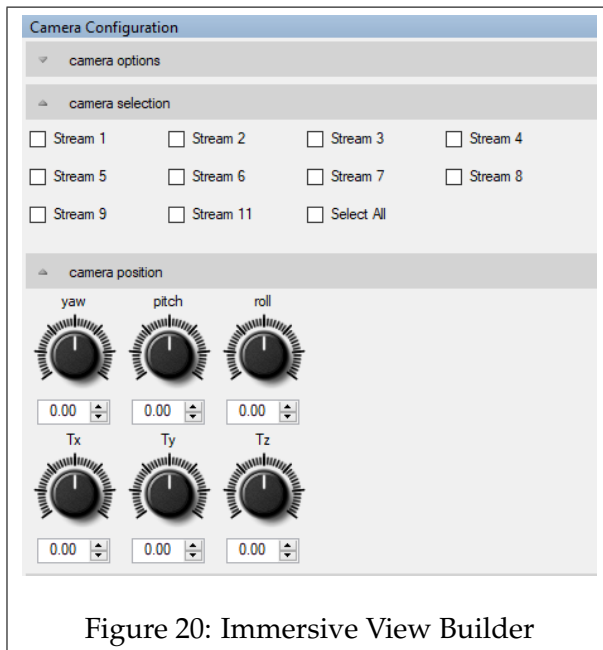 Camera Configuration
camera options
camera selection
Stream 1 Stream 2 Stream 3 Stream 4
Stream 5 Stream 6 Stream 7 Stream 8
Stream 9 Stream 11 Select All
camera position
yaw pitch roll
0.00 0.00 0.00
Tx Ty Tz
0.00 0.00 0.00
Figure 20: Immersive View Builder